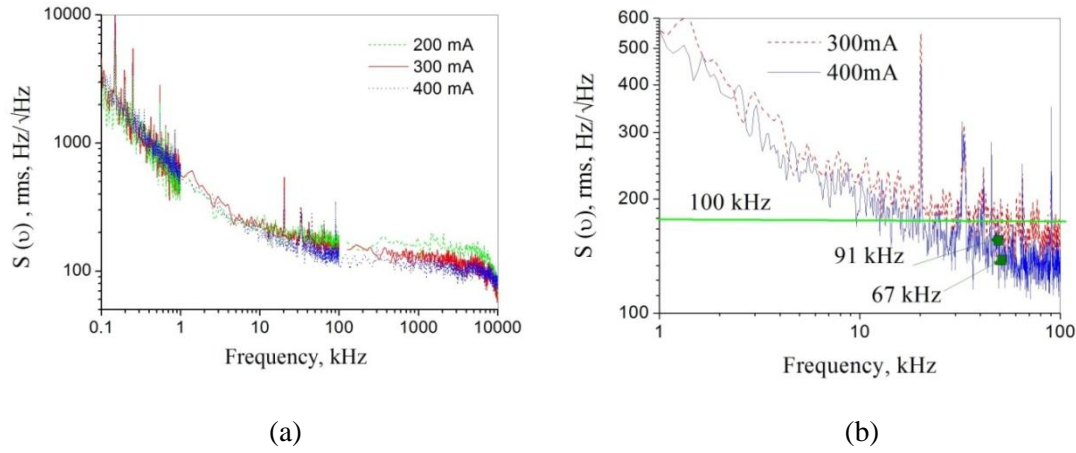 S (υ), rms, Hz/√Hz
10000
1000
100
0.1 1 10 100 1000 10000
Frequency, kHz
200 mA
300 mA
400 mA
(a)
S (υ), rms, Hz/√Hz
600
500
400
300
200
100
1 10 100
Frequency, kHz
300mA
400mA
100 kHz
91 kHz
67 kHz
(b)